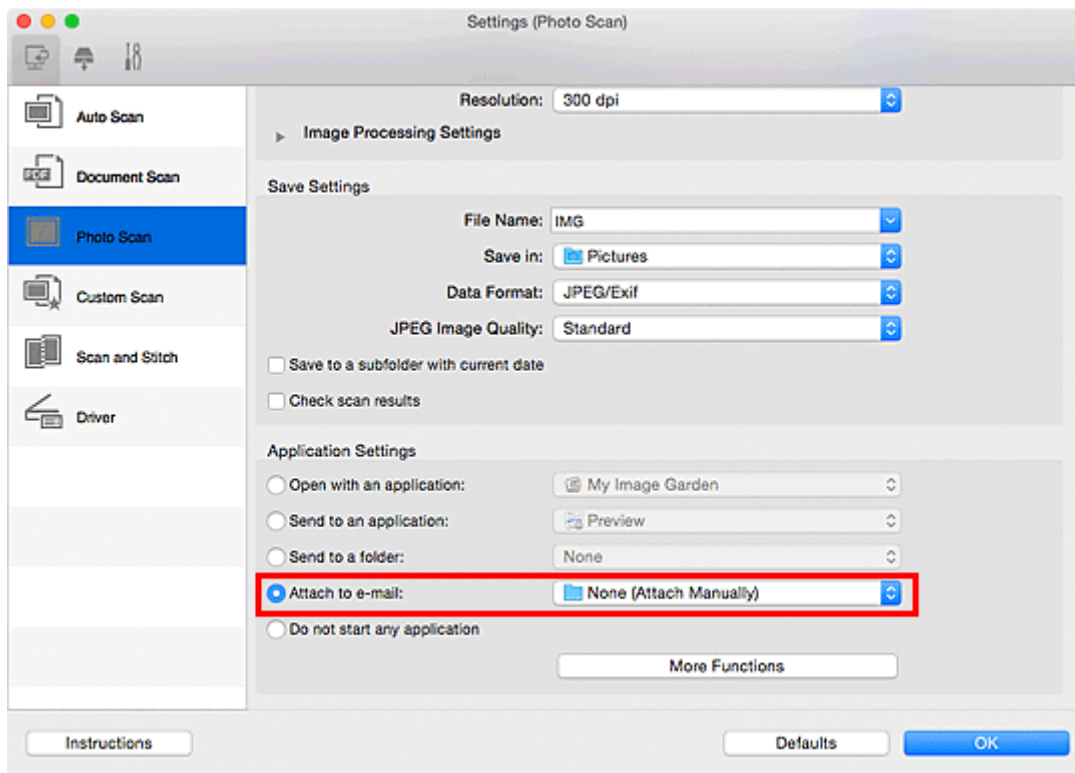 Settings (Photo Scan)
Auto Scan
PDF
Document Scan
Photo Scan
Custom Scan
Scan and Stitch
Driver
Resolution: 300 dpi
Image Processing Settings
Save Settings
File Name: IMG
Save in: Pictures
Data Format: JPEG/Exif
JPEG Image Quality: Standard
Save to a subfolder with current date
Check scan results
Application Settings
Open with an application: My Image Garden
Send to an application: Preview
Send to a folder: None
Attach to e-mail: None (Attach Manually)
Do not start any application
More Functions
Instructions
Defaults
OK